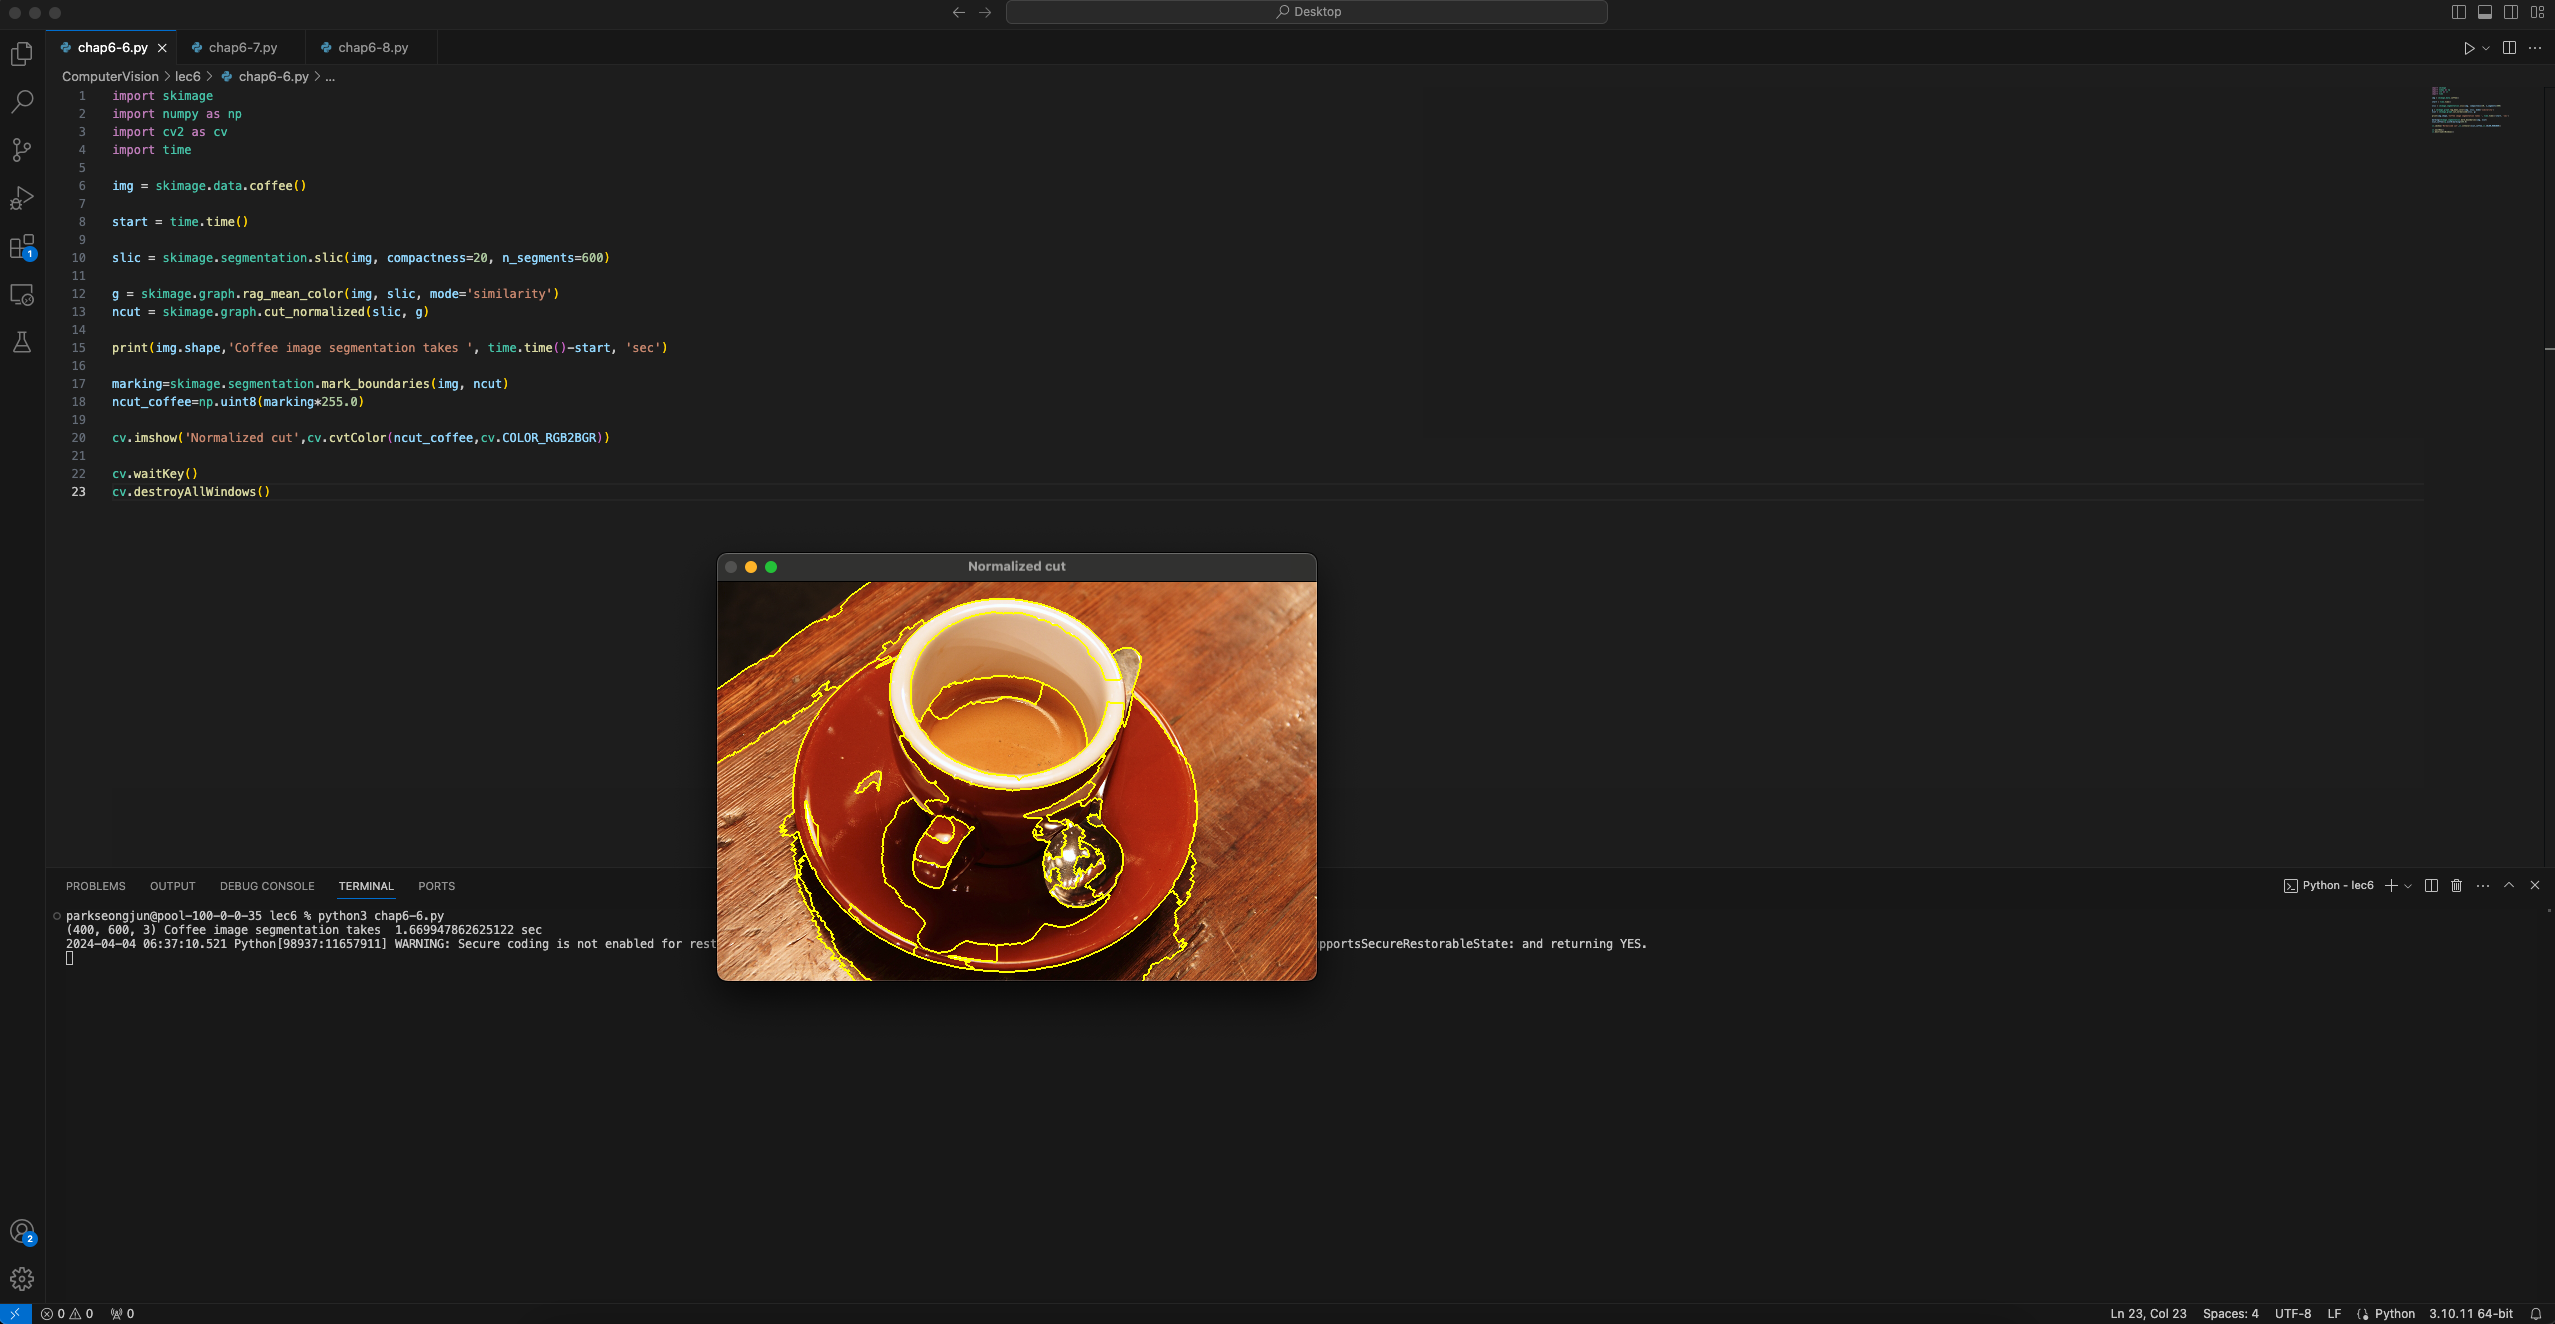 Desktop
chap6-6.py
chap6-7.py
chap6-8.py
ComputerVision > lec6 > chap6-6.py > ...
1 import skimage
2 import numpy as np
3 import cv2 as cv
4 import time
5
6 img = skimage.data.coffee()
7
8 start = time.time()
9
10 slic = skimage.segmentation.slic(img, compactness=20, n_segments=600)
11
12 g = skimage.graph.rag_mean_color(img, slic, mode='similarity')
13 ncut = skimage.graph.cut_normalized(slic, g)
14
15 print(img.shape,'Coffee image segmentation takes ', time.time()-start, 'sec')
16
17 marking=skimage.segmentation.mark_boundaries(img, ncut)
18 ncut_coffee=np.uint8(marking*255.0)
19
20 cv.imshow('Normalized cut',cv.cvtColor(ncut_coffee,cv.COLOR_RGB2BGR))
21
22 cv.waitKey()
23 cv.destroyAllWindows()
1
Normalized cut
PROBLEMS OUTPUT DEBUG CONSOLE TERMINAL PORTS
Python - lec6
parkseongjun@pool-100-0-0-35 lec6 % python3 chap6-6.py
(400, 600, 3) Coffee image segmentation takes  1.669947862625122 sec
2024-04-04 06:37:10.521 Python[98937:11657911] WARNING: Secure coding is not enabled for rest
pportsSecureRestorableState: and returning YES.
2
0 0 0
Ln 23, Col 23 Spaces: 4 UTF-8 LF Python 3.10.11 64-bit